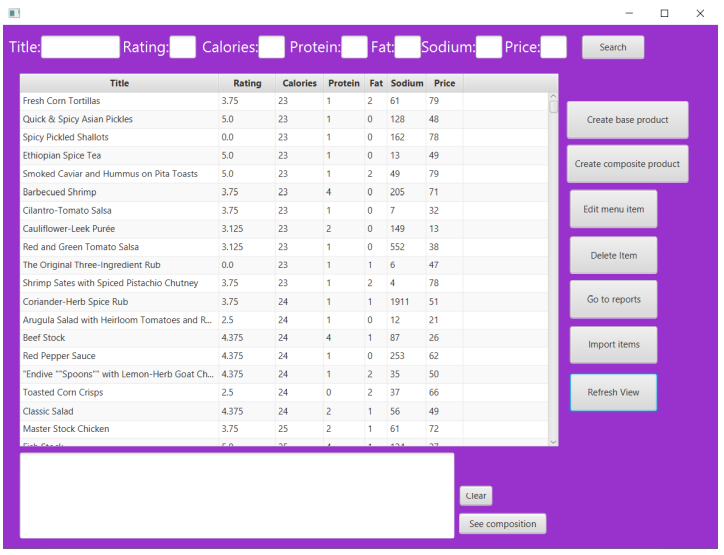 Title: Rating: Calories: Protein: Fat: Sodium: Price: Search
Title Rating Calories Protein Fat Sodium Price
Fresh Corn Tortillas 3.75 23 1 2 61 79
Quick & Spicy Asian Pickles 5.0 23 1 0 128 48
Spicy Pickled Shallots 0.0 23 1 0 162 78
Ethiopian Spice Tea 5.0 23 1 0 13 49
Smoked Caviar and Hummus on Pita Toasts 5.0 23 1 2 49 79
Barbecued Shrimp 3.75 23 4 0 205 71
Cilantro-Tomato Salsa 3.75 23 1 0 7 32
Cauliflower-Leek Purée 3.125 23 2 0 149 13
Red and Green Tomato Salsa 3.125 23 1 0 552 38
The Original Three-Ingredient Rub 0.0 23 1 1 6 47
Shrimp Sates with Spiced Pistachio Chutney 3.75 23 1 2 4 78
Coriander-Herb Spice Rub 3.75 24 1 1 1911 51
Arugula Salad with Heirloom Tomatoes and R... 2.5 24 1 0 12 21
Beef Stock 4.375 24 4 1 87 26
Red Pepper Sauce 4.375 24 1 0 253 62
"Endive ""Spoons"" with Lemon-Herb Goat Ch... 4.375 24 1 2 35 50
Toasted Corn Crisps 2.5 24 0 2 37 66
Classic Salad 4.375 24 2 1 56 49
Master Stock Chicken 3.75 25 2 1 61 72
Fish Stock 5.0 25 4 1 124 27
Create base product
Create composite product
Edit menu item
Delete Item
Go to reports
Import items
Refresh View
Clear
See composition